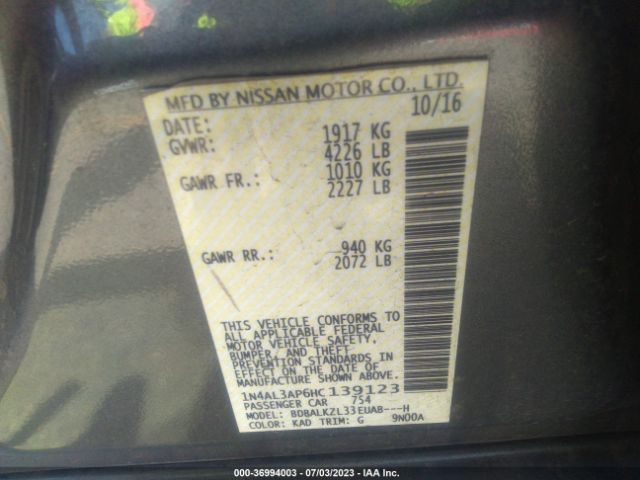 MFD BY NISSAN MOTOR CO., LTD.
DATE: 10/16
GVWR: 1917 KG
4226 LB
GAWR FR.: 1010 KG
2227 LB
GAWR RR.: 940 KG
2072 LB
THIS VEHICLE CONFORMS TO
ALL APPLICABLE FEDERAL
MOTOR VEHICLE SAFETY,
BUMPER, AND THEFT
PREVENTION STANDARDS IN
EFFECT ON THE DATE OF
MANUFACTURE SHOWN ABOVE.
1N4AL3AP6HC139123
PASSENGER CAR 754
MODEL: BDBALKZL33EUAB---H
COLOR: KAD TRIM: G 9N00A
000-36994003 - 07/03/2023 - IAA Inc.